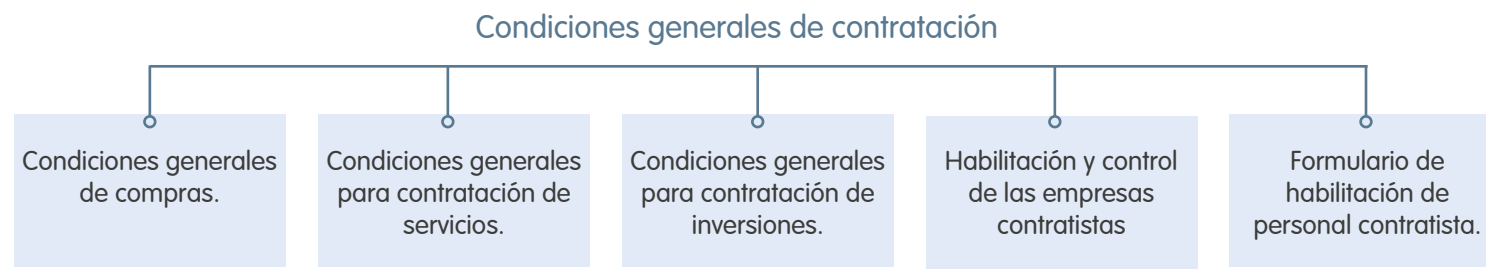 Condiciones generales de contratación
Condiciones generales
de compras.
Condiciones generales
para contratación de
servicios.
Condiciones generales
para contratación de
inversiones.
Habilitación y control
de las empresas
contratistas
Formulario de
habilitación de
personal contratista.